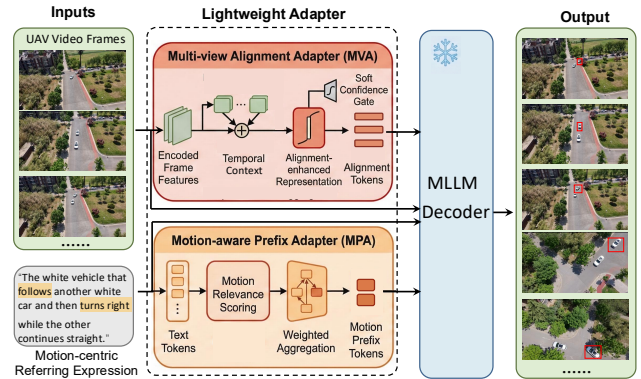 Inputs
Lightweight Adapter
Output
UAV Video Frames
......
"The white vehicle that
follows another white
car and then turns right
while the other
continues straight."
Motion-centric
Referring Expression
Multi-view Alignment Adapter (MVA)
Soft
Confidence
Gate
...
Encoded
Frame
Features
Temporal
Context
Alignment-
enhanced
Representation
Alignment
Tokens
Motion-aware Prefix Adapter (MPA)
Motion
Relevance
Scoring
Text
Tokens
Weighted
Aggregation
Motion
Prefix
Tokens
MLLM
Decoder
......